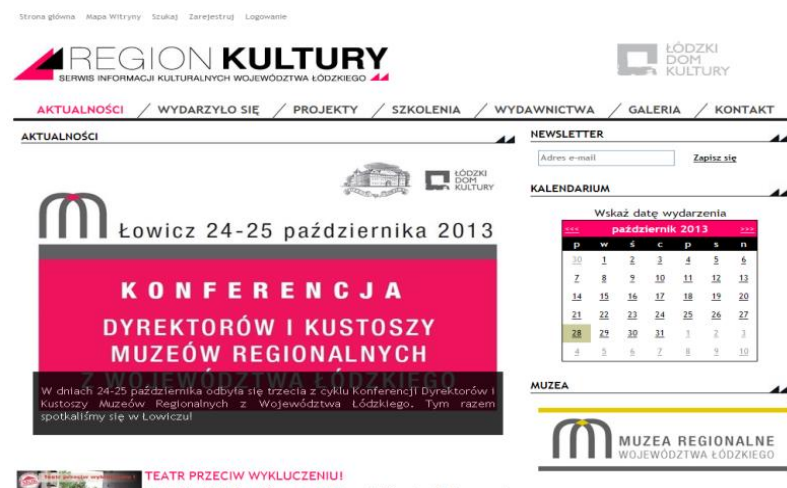 Strona główna Mapa Witryny Szukaj Zarejestruj Logowanie
REGION KULTURY
SERWIS INFORMACJI KULTURALNYCH WOJEWÓDZTWA ŁÓDZKIEGO
ŁÓDZKI
DOM
KULTURY
AKTUALNOŚCI / WYDARZYŁO SIĘ / PROJEKTY / SZKOLENIA / WYDAWNICTWA / GALERIA / KONTAKT
AKTUALNOŚCI
ŁÓDZKI
DOM
KULTURY
Łowicz 24-25 października 2013
KONFERENCJA
DYREKTORÓW I KUSTOSZY
MUZEÓW REGIONALNYCH
Z WOJEWÓDZTWA ŁÓDZKIEGO
W dniach 24-25 października odbyła się trzecia z cyklu Konferencji Dyrektorów i
Kustoszy Muzeów Regionalnych z Województwa Łódzkiego. Tym razem
spotkaliśmy się w Łowiczu!
TEATR PRZECIW WYKLUCZENIU!
NEWSLETTER
Adres e-mail Zapisz się
KALENDARIUM
Wskaż datę wydarzenia
<<< październik 2013 >>>
p w ś c p s n
30 1 2 3 4 5 6
7 8 9 10 11 12 13
14 15 16 17 18 19 20
21 22 23 24 25 26 27
28 29 30 31 1 2 3
4 5 6 7 8 9 10
MUZEA
MUZEA REGIONALNE
WOJEWÓDZTWA ŁÓDZKIEGO